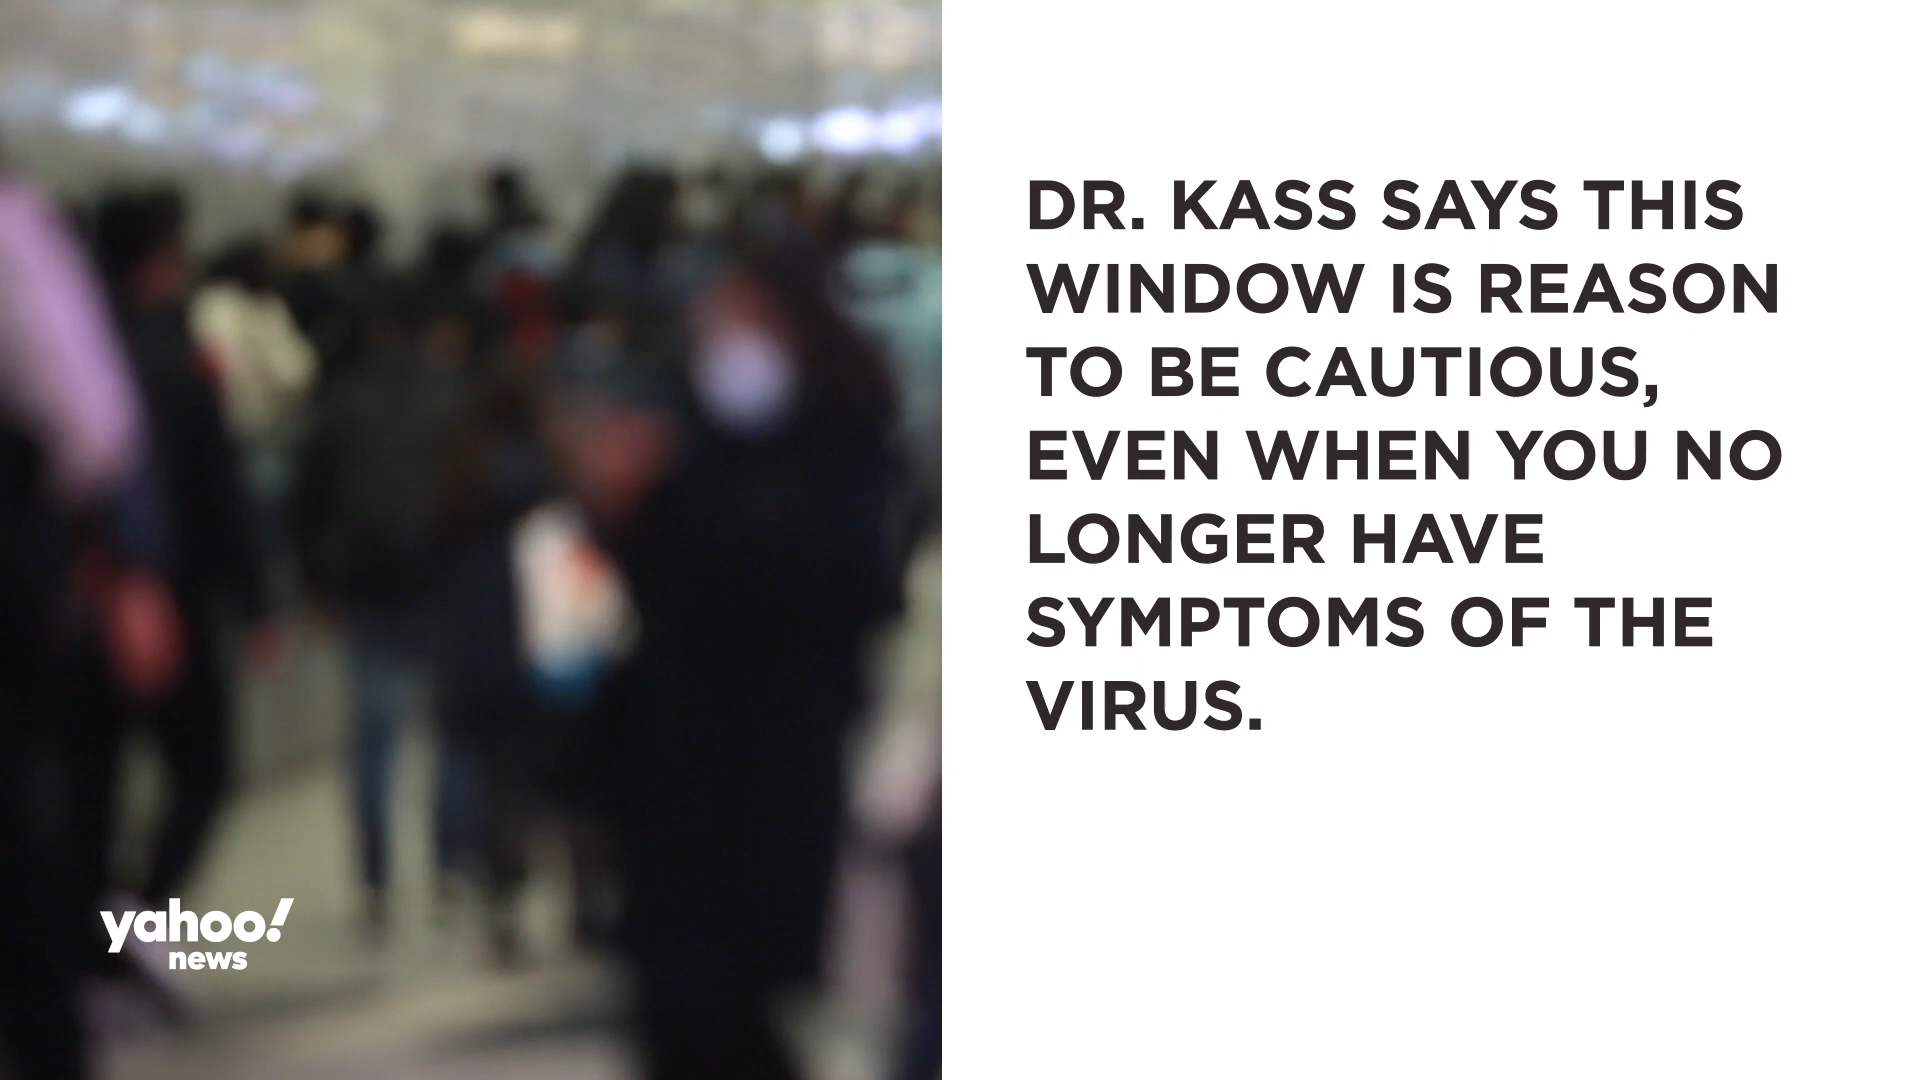 DR. KASS SAYS THIS
WINDOW IS REASON
TO BE CAUTIOUS,
EVEN WHEN YOU NO
LONGER HAVE
SYMPTOMS OF THE
VIRUS.
yahoo!
news